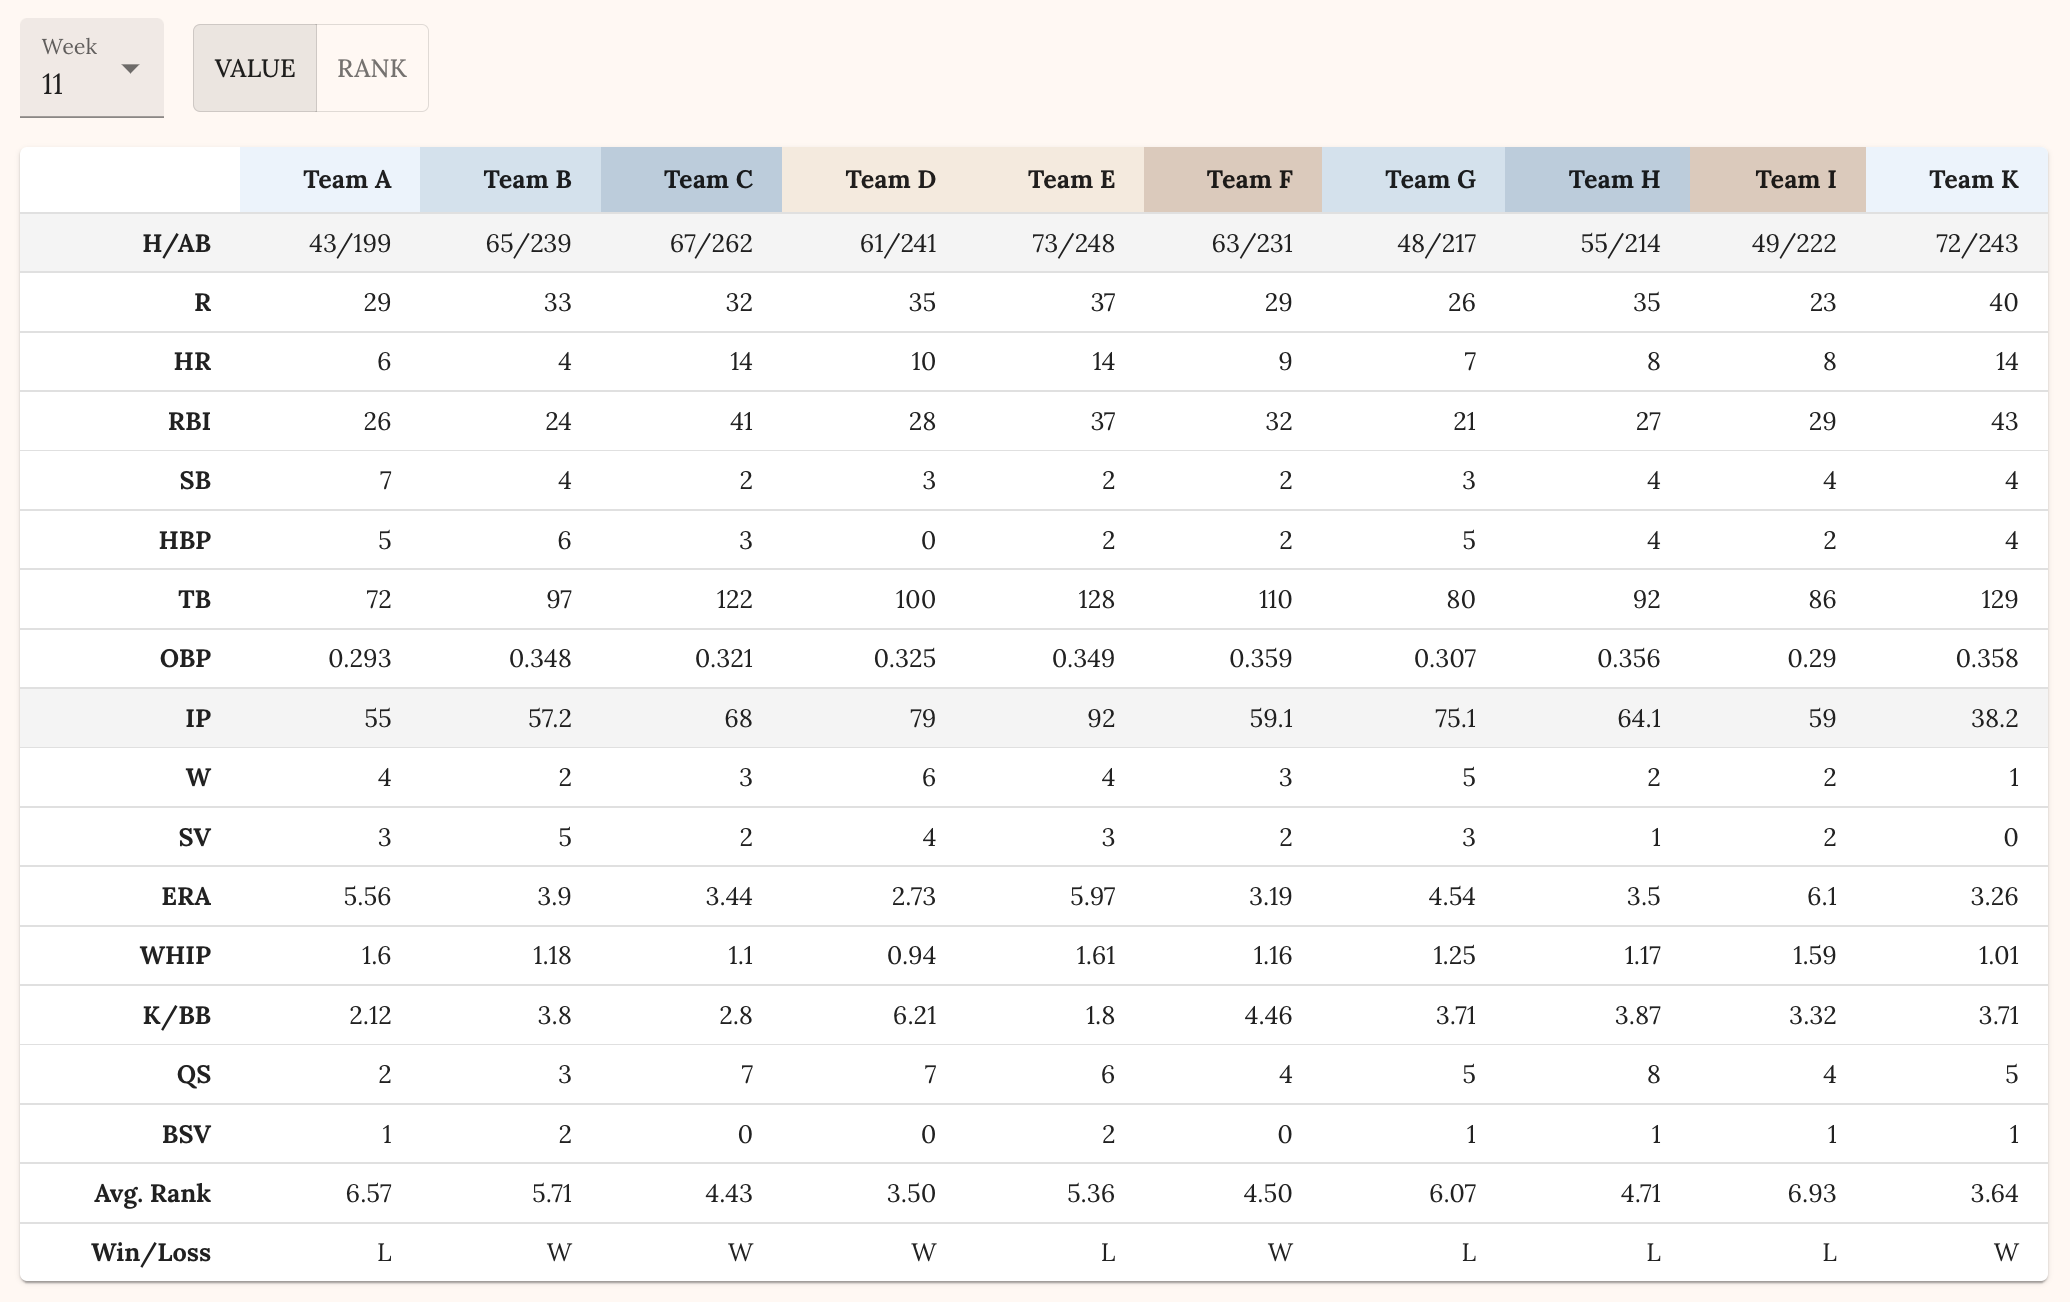 Week
11
VALUE RANK
Team A Team B Team C Team D Team E Team F Team G Team H Team I Team K
H/AB 43/199 65/239 67/262 61/241 73/248 63/231 48/217 55/214 49/222 72/243
R 29 33 32 35 37 29 26 35 23 40
HR 6 4 14 10 14 9 7 8 8 14
RBI 26 24 41 28 37 32 21 27 29 43
SB 7 4 2 3 2 2 3 4 4 4
HBP 5 6 3 0 2 2 5 4 2 4
TB 72 97 122 100 128 110 80 92 86 129
OBP 0.293 0.348 0.321 0.325 0.349 0.359 0.307 0.356 0.29 0.358
IP 55 57.2 68 79 92 59.1 75.1 64.1 59 38.2
W 4 2 3 6 4 3 5 2 2 1
SV 3 5 2 4 3 2 3 1 2 0
ERA 5.56 3.9 3.44 2.73 5.97 3.19 4.54 3.5 6.1 3.26
WHIP 1.6 1.18 1.1 0.94 1.61 1.16 1.25 1.17 1.59 1.01
K/BB 2.12 3.8 2.8 6.21 1.8 4.46 3.71 3.87 3.32 3.71
QS 2 3 7 7 6 4 5 8 4 5
BSV 1 2 0 0 2 0 1 1 1 1
Avg. Rank 6.57 5.71 4.43 3.50 5.36 4.50 6.07 4.71 6.93 3.64
Win/Loss L W W W L W L L L W